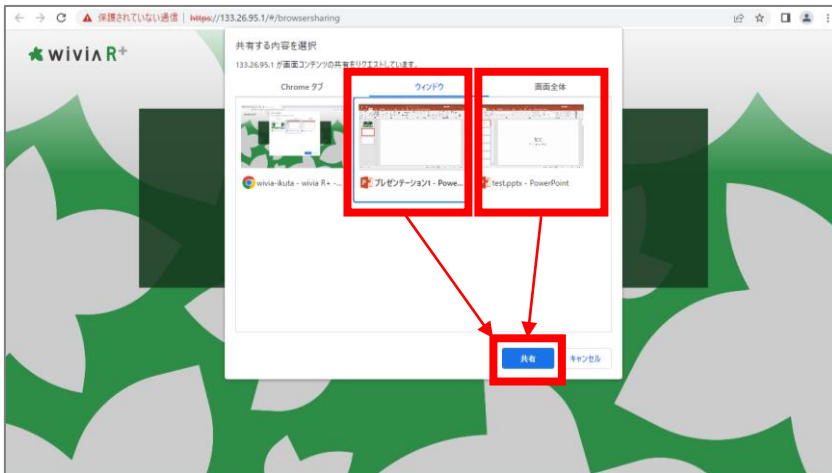 保護されていない通信 | https://133.26.95.1/#/browsersharing
wivia R+
共有する内容を選択
133.26.95.1 が画面コンテンツの共有をリクエストしています。
Chrome タブ
ウィンドウ
画面全体
wivia-ikuta - wivia R+ -...
プレゼンテーション1 - Powe...
test.pptx - PowerPoint
共有
キャンセル